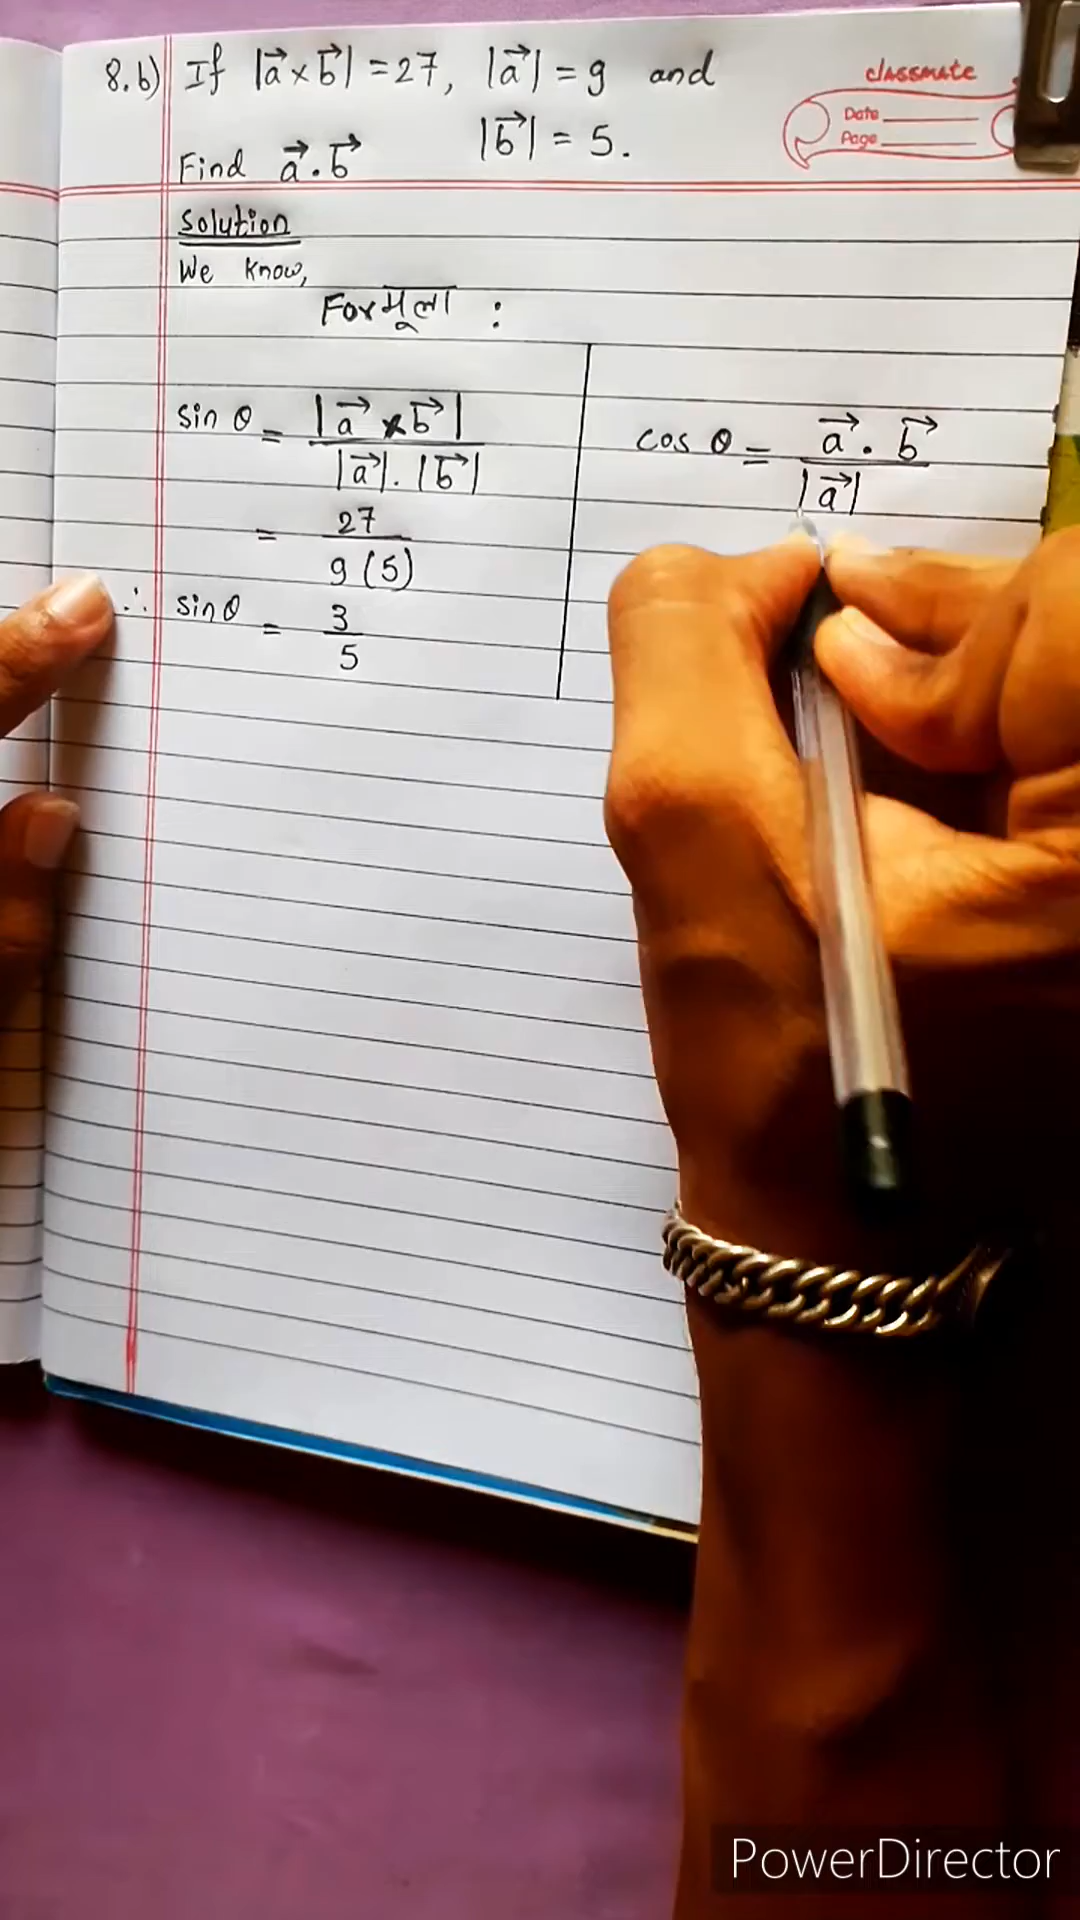 8.b) If |a⃗ × b⃗| = 27, |a⃗| = 9 and
|b⃗| = 5.
Find a⃗ . b⃗
classmate
Date
Page
Solution
We know,
Forमूला :
sin θ = |a⃗ × b⃗| / |a⃗| . |b⃗|
= 27 / 9 (5)
∴ sin θ = 3 / 5
cos θ = a⃗ . b⃗ / |a⃗|
PowerDirector